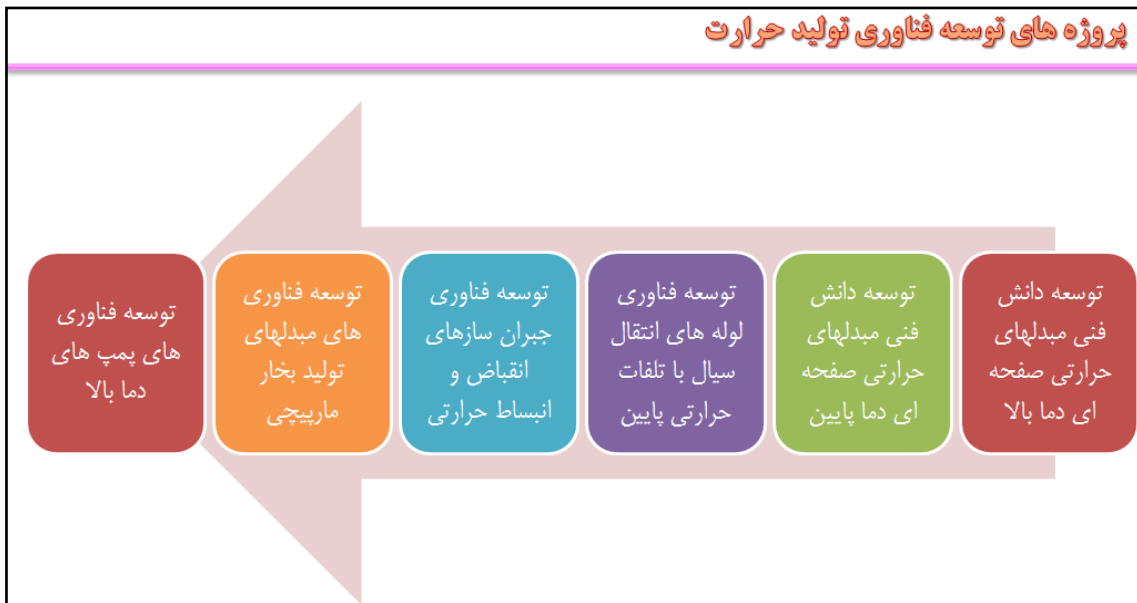 پروژه های توسعه فناوری تولید حرارت
توسعه دانش
فنی مبدلهای
حرارتی صفحه
ای دما بالا
توسعه دانش
فنی مبدلهای
حرارتی صفحه
ای دما پایین
توسعه فناوری
لوله های انتقال
سیال با تلفات
حرارتی پایین
توسعه فناوری
جبران سازهای
انقباض و
انبساط حرارتی
توسعه فناوری
های مبدلهای
تولید بخار
مارپیچی
توسعه فناوری
های پمپ های
دما بالا